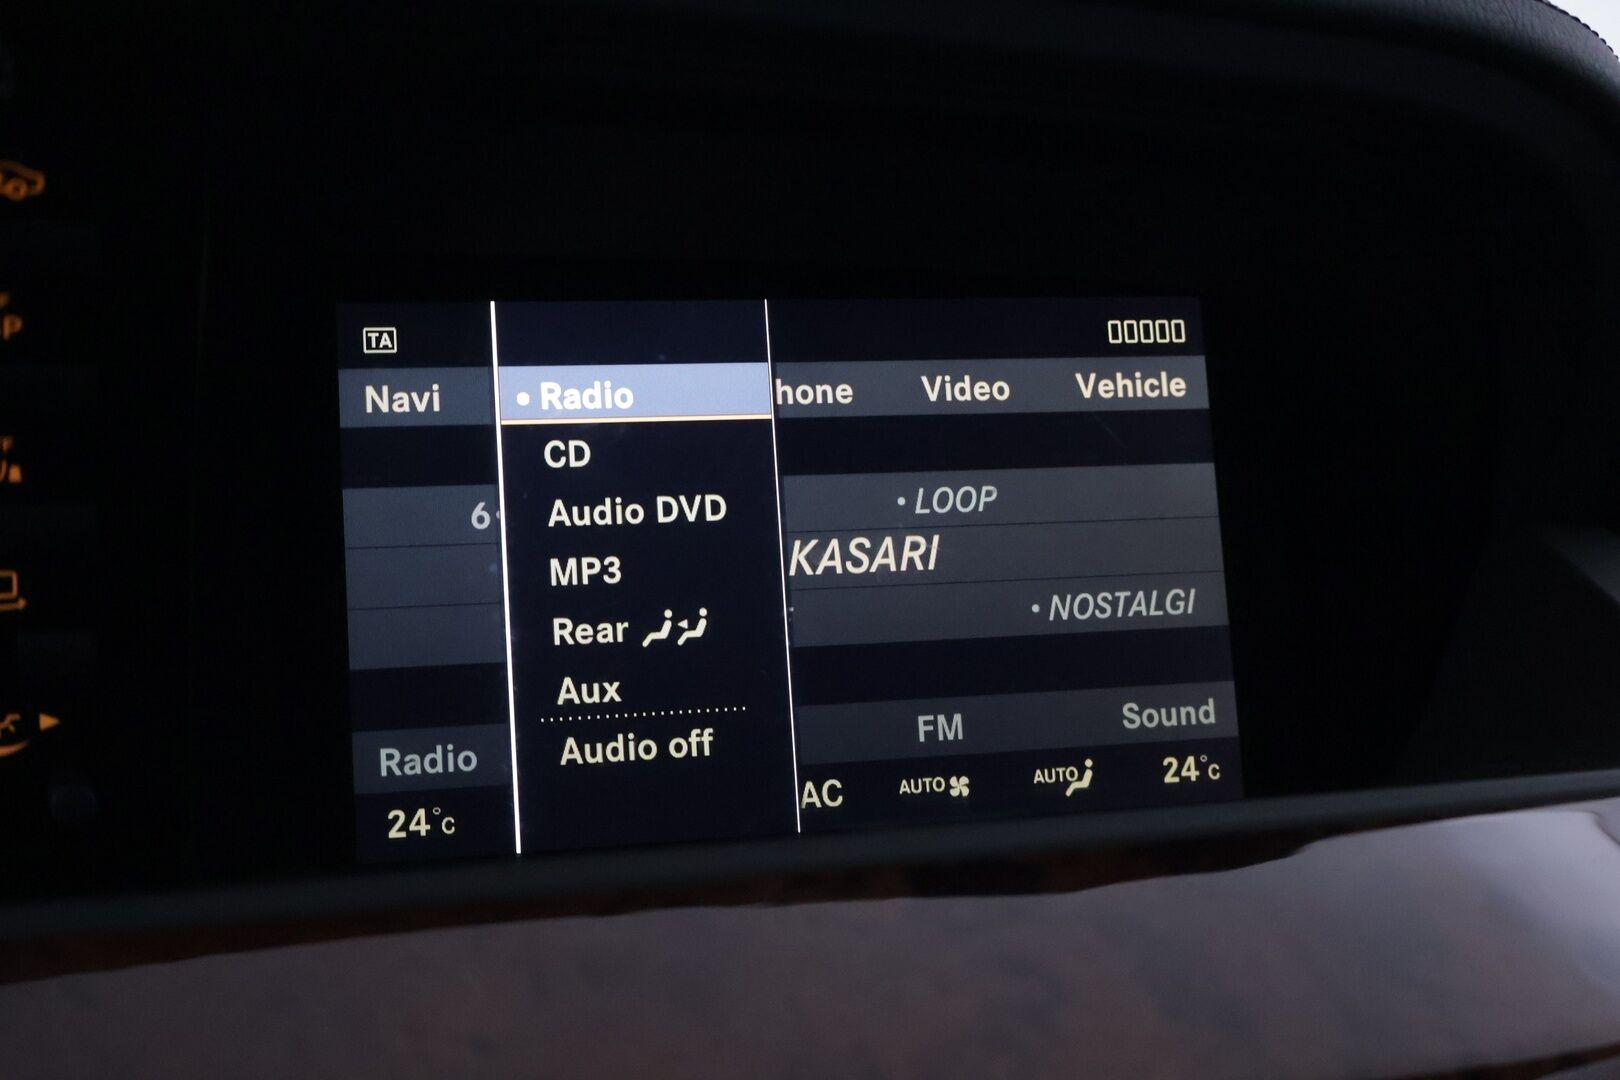 TA
Navi Radio hone Video Vehicle
CD
Audio DVD
MP3
Rear
Aux
Audio off
6
• LOOP
KASARI
• NOSTALGI
Radio FM Sound
24°C AC AUTO AUTO 24°C